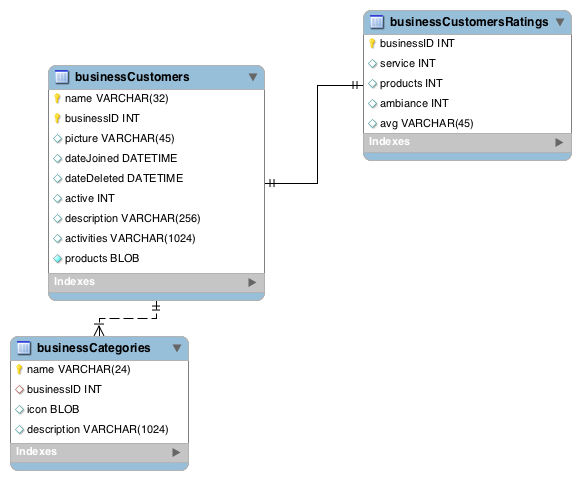 businessCustomersRatings
businessID INT
service INT
products INT
ambiance INT
avg VARCHAR(45)
Indexes
businessCustomers
name VARCHAR(32)
businessID INT
picture VARCHAR(45)
dateJoined DATETIME
dateDeleted DATETIME
active INT
description VARCHAR(256)
activities VARCHAR(1024)
products BLOB
Indexes
businessCategories
name VARCHAR(24)
businessID INT
icon BLOB
description VARCHAR(1024)
Indexes